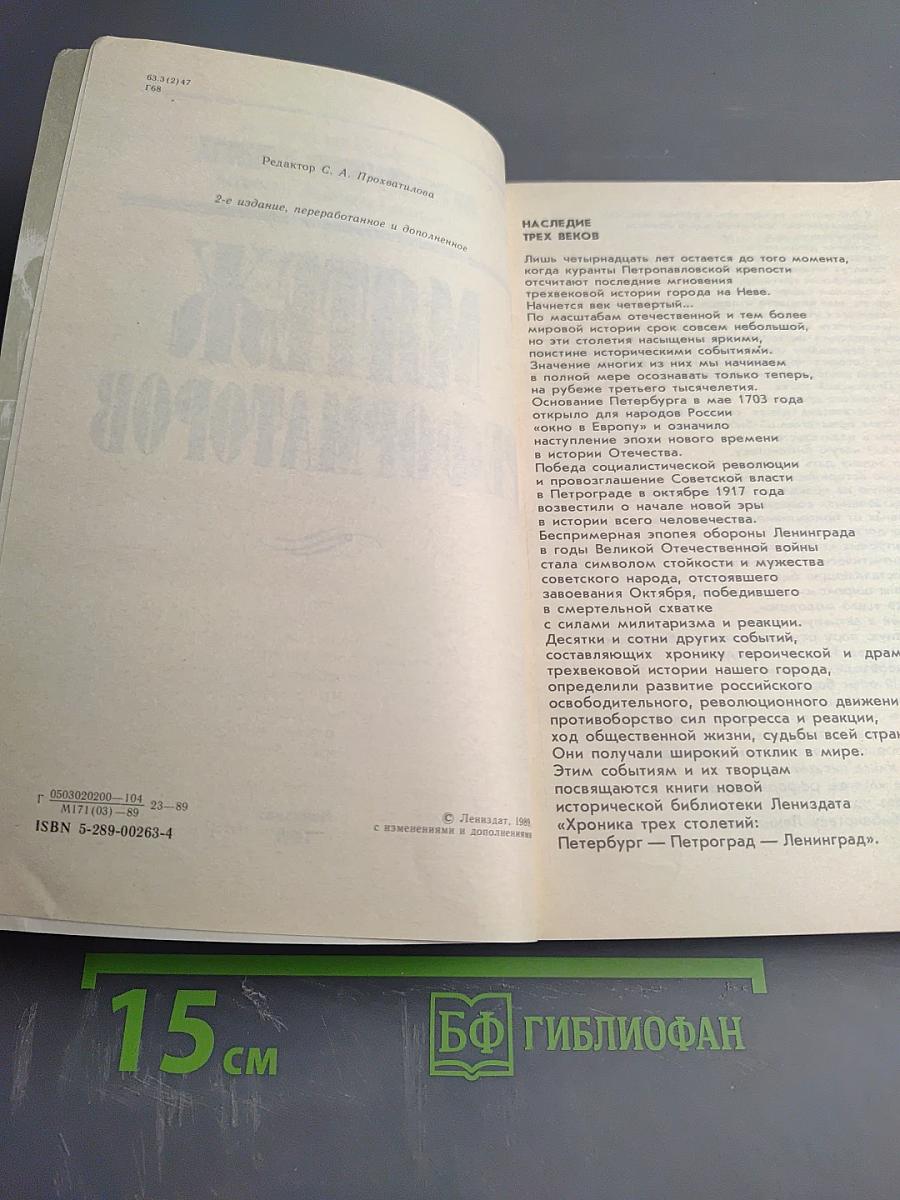 63.3(2)47
Г68
Редактор С. А. Прохватилова
2-е издание, переработанное и дополненное
Г 0503020200—104
М171(03)—89 23—89
ISBN 5-289-00263-4
© Лениздат, 1989,
с изменениями и дополнениями
НАСЛЕДИЕ
ТРЕХ ВЕКОВ
Лишь четырнадцать лет остается до того момента,
когда куранты Петропавловской крепости
отсчитают последние мгновения
трехвековой истории города на Неве.
Начнется век четвертый...
По масштабам отечественной и тем более
мировой истории срок совсем небольшой,
но эти столетия насыщены яркими,
поистине историческими событиями.
Значение многих из них мы начинаем
в полной мере осознавать только теперь,
на рубеже третьего тысячелетия.
Основание Петербурга в мае 1703 года
открыло для народов России
«окно в Европу» и означило
наступление эпохи нового времени
в истории Отечества.
Победа социалистической революции
и провозглашение Советской власти
в Петрограде в октябре 1917 года
возвестили о начале новой эры
в истории всего человечества.
Беспримерная эпопея обороны Ленинграда
в годы Великой Отечественной войны
стала символом стойкости и мужества
советского народа, отстоявшего
завоевания Октября, победившего
в смертельной схватке
с силами милитаризма и реакции.
Десятки и сотни других событий,
составляющих хронику героической и драм
трехвековой истории нашего города,
определили развитие российского
освободительного, революционного движени
противоборство сил прогресса и реакции,
ход общественной жизни, судьбы всей стран
Они получали широкий отклик в мире.
Этим событиям и их творцам
посвящаются книги новой
исторической библиотеки Лениздата
«Хроника трех столетий:
Петербург — Петроград — Ленинград».
15 см
БФ ГИБЛИОФАН